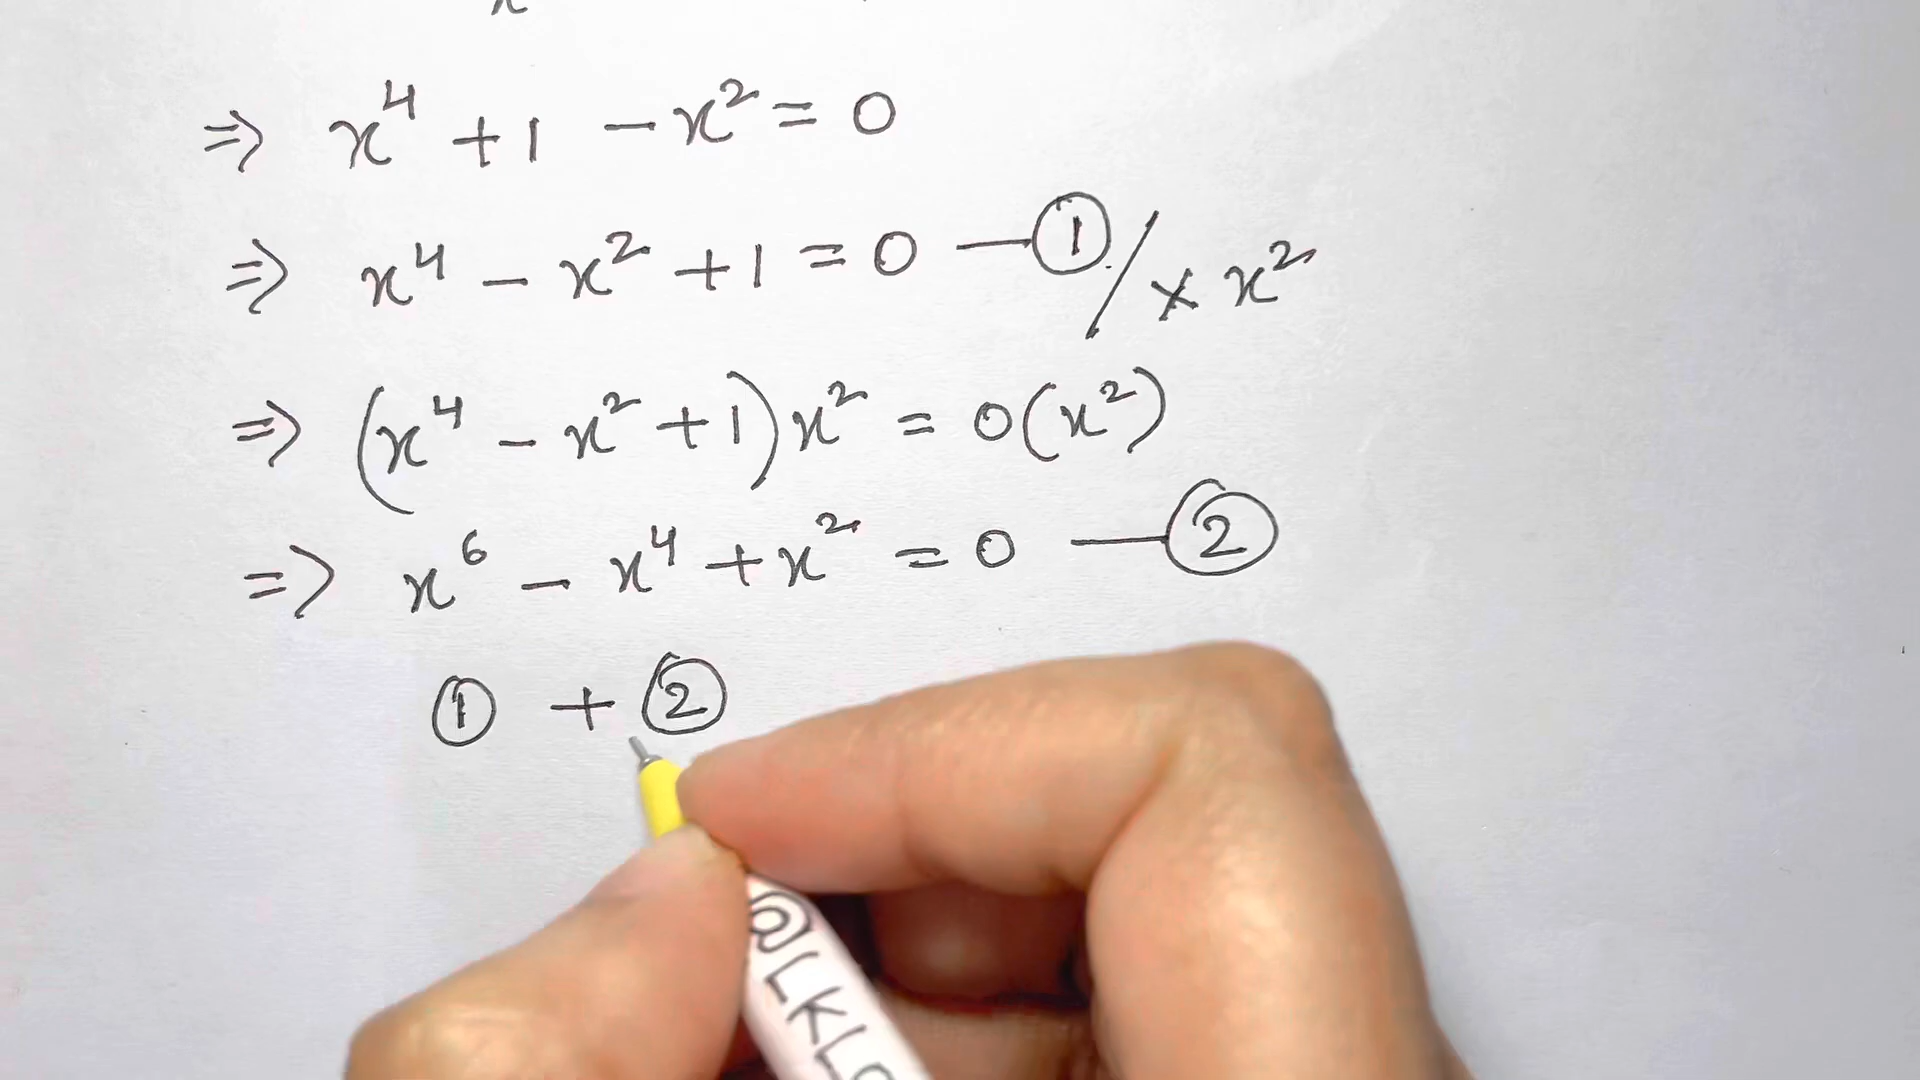 ⇒ x⁴ + 1 − x² = 0
⇒ x⁴ − x² + 1 = 0 — ① / × x²
⇒ (x⁴ − x² + 1) x² = 0(x²)
⇒ x⁶ − x⁴ + x² = 0 — ②
① + ②